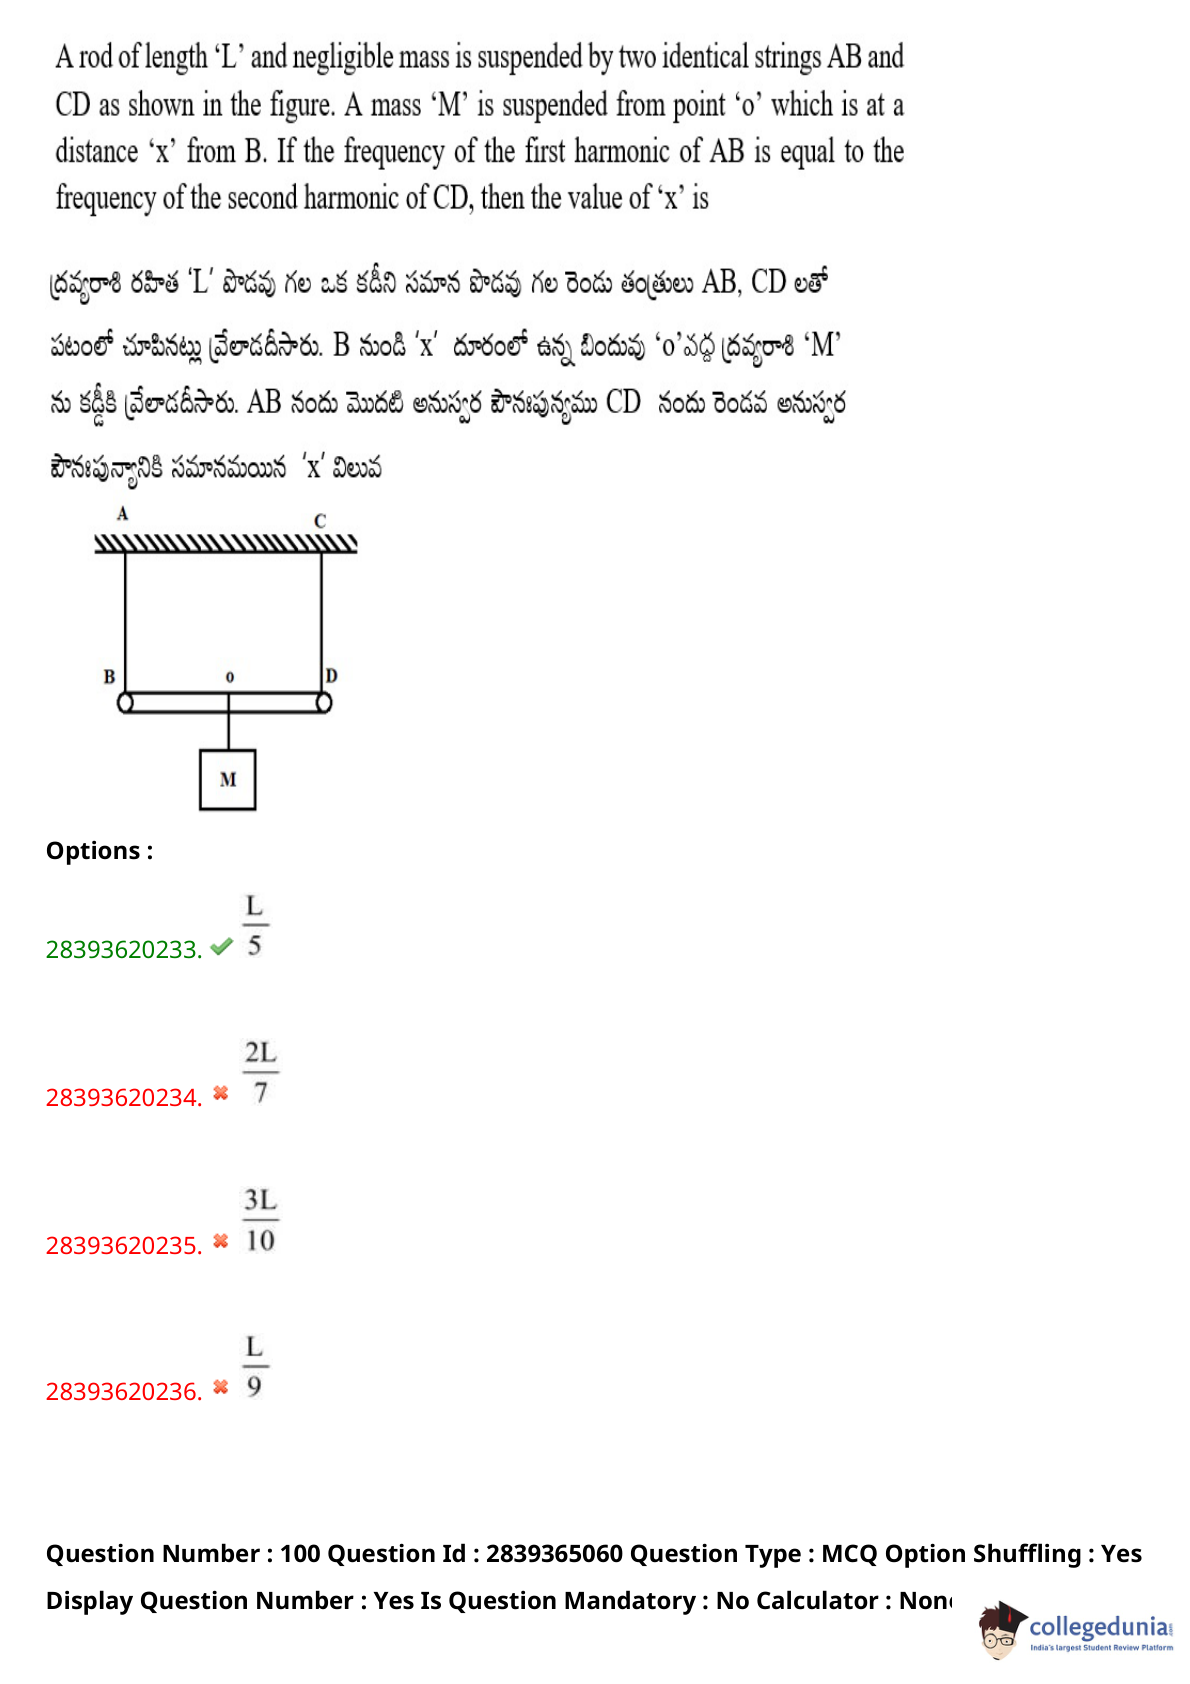 A rod of length ‘L’ and negligible mass is suspended by two identical strings AB and
CD as shown in the figure. A mass ‘M’ is suspended from point ‘o’ which is at a
distance ‘x’ from B. If the frequency of the first harmonic of AB is equal to the
frequency of the second harmonic of CD, then the value of ‘x’ is
ద్రవ్యరాశి రహిత ‘L’ పొడవు గల ఒక కడీని సమాన పొడవు గల రెండు తంత్రులు AB, CD లతో
పటంలో చూపినట్లు వ్రేలాడదీసారు. B నుండి ‘x’ దూరంలో ఉన్న బిందువు ‘o’వద్ద ద్రవ్యరాశి ‘M’
ను కడ్డీకి వ్రేలాడదీసారు. AB నందు మొదటి అనుస్వర పౌనఃపున్యము CD నందు రెండవ అనుస్వర
పౌనఃపున్యానికి సమానమయిన ‘x’ విలువ
A
C
B
o
D
M
Options :
28393620233. L/5
28393620234. 2L/7
28393620235. 3L/10
28393620236. L/9
Question Number : 100 Question Id : 2839365060 Question Type : MCQ Option Shuffling : Yes
Display Question Number : Yes Is Question Mandatory : No Calculator : None
collegedunia
India's largest Student Review Platform